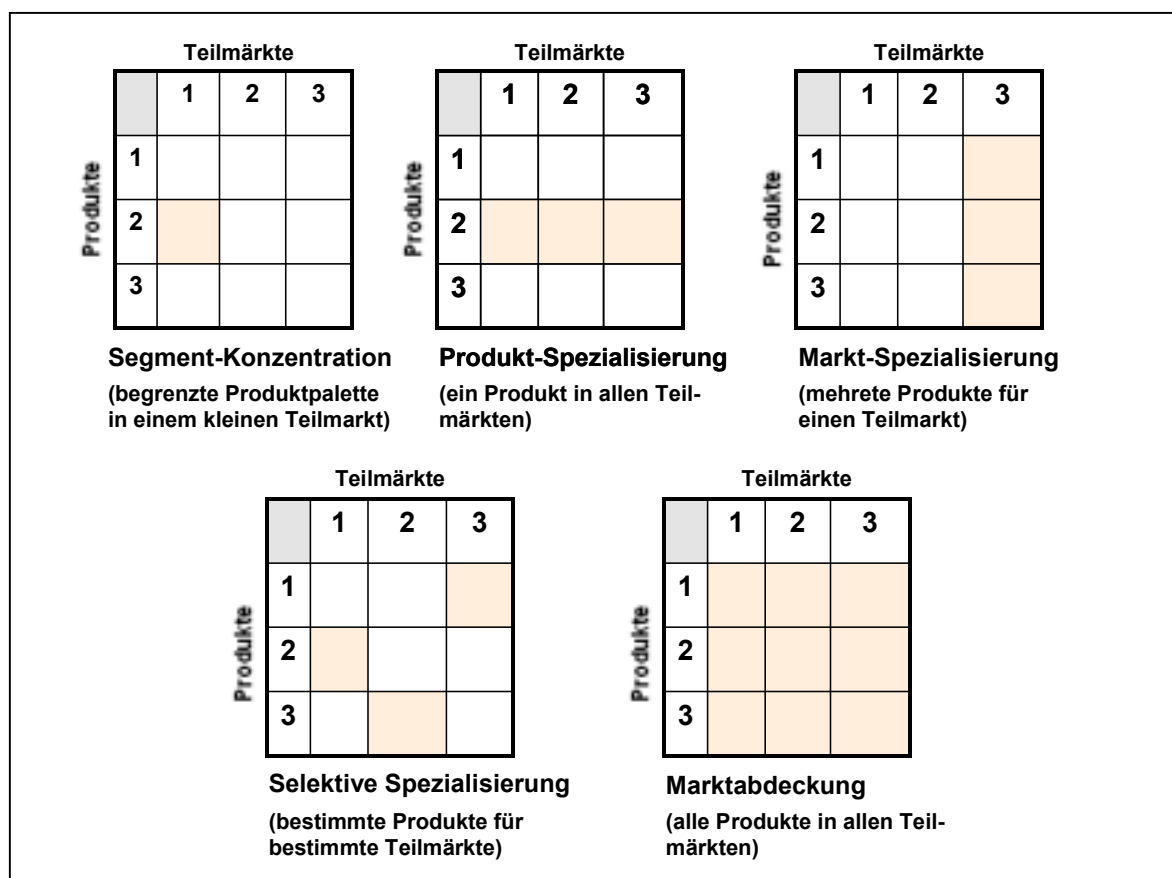 Teilmärkte
1 2 3
Produkte
1
2
3
Segment-Konzentration
(begrenzte Produktpalette
in einem kleinen Teilmarkt)
Teilmärkte
1 2 3
Produkte
1
2
3
Produkt-Spezialisierung
(ein Produkt in allen Teil-
märkten)
Teilmärkte
1 2 3
Produkte
1
2
3
Markt-Spezialisierung
(mehrete Produkte für
einen Teilmarkt)
Teilmärkte
1 2 3
Produkte
1
2
3
Selektive Spezialisierung
(bestimmte Produkte für
bestimmte Teilmärkte)
Teilmärkte
1 2 3
Produkte
1
2
3
Marktabdeckung
(alle Produkte in allen Teil-
märkten)